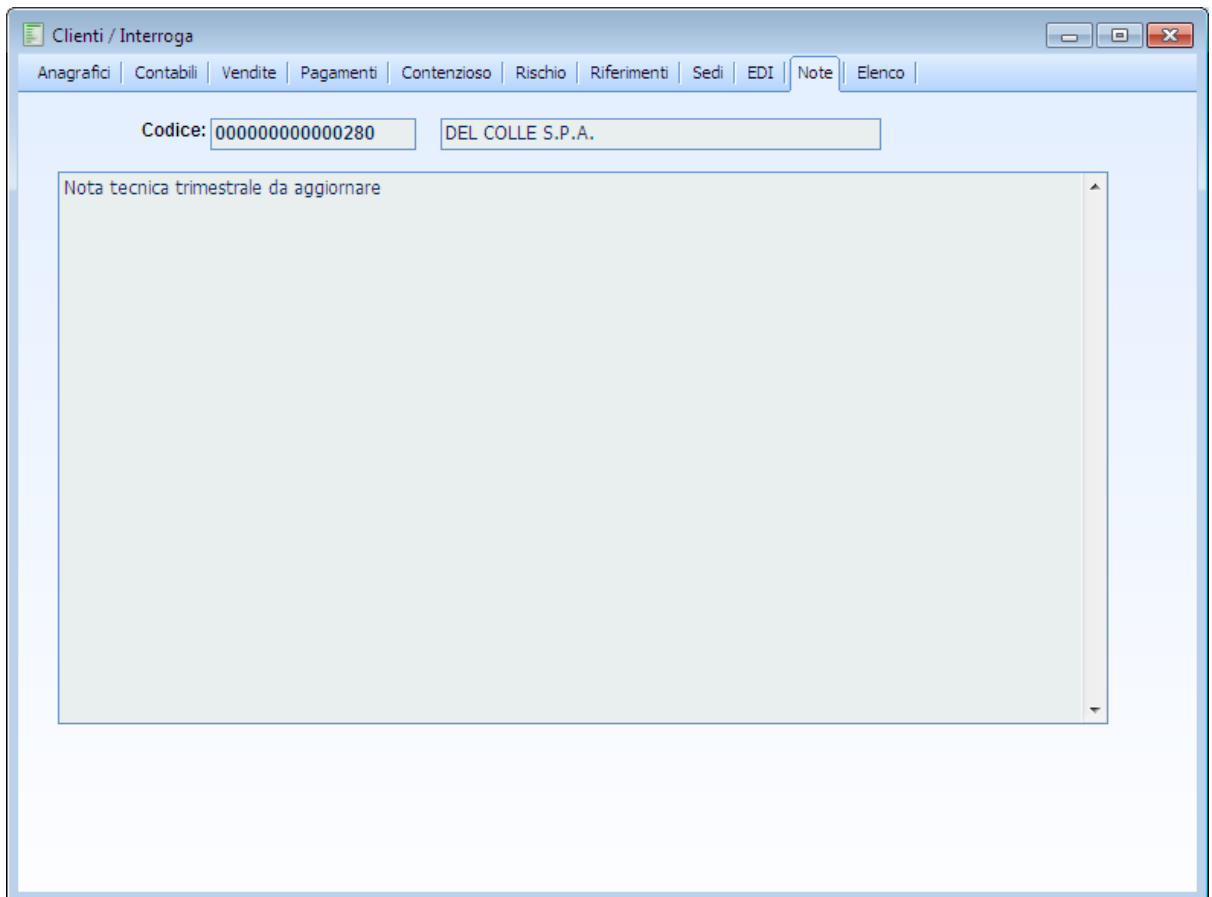 Clienti / Interroga
Anagrafici Contabili Vendite Pagamenti Contenzioso Rischio Riferimenti Sedi EDI Note Elenco
Codice: 000000000000280 DEL COLLE S.P.A.
Nota tecnica trimestrale da aggiornare